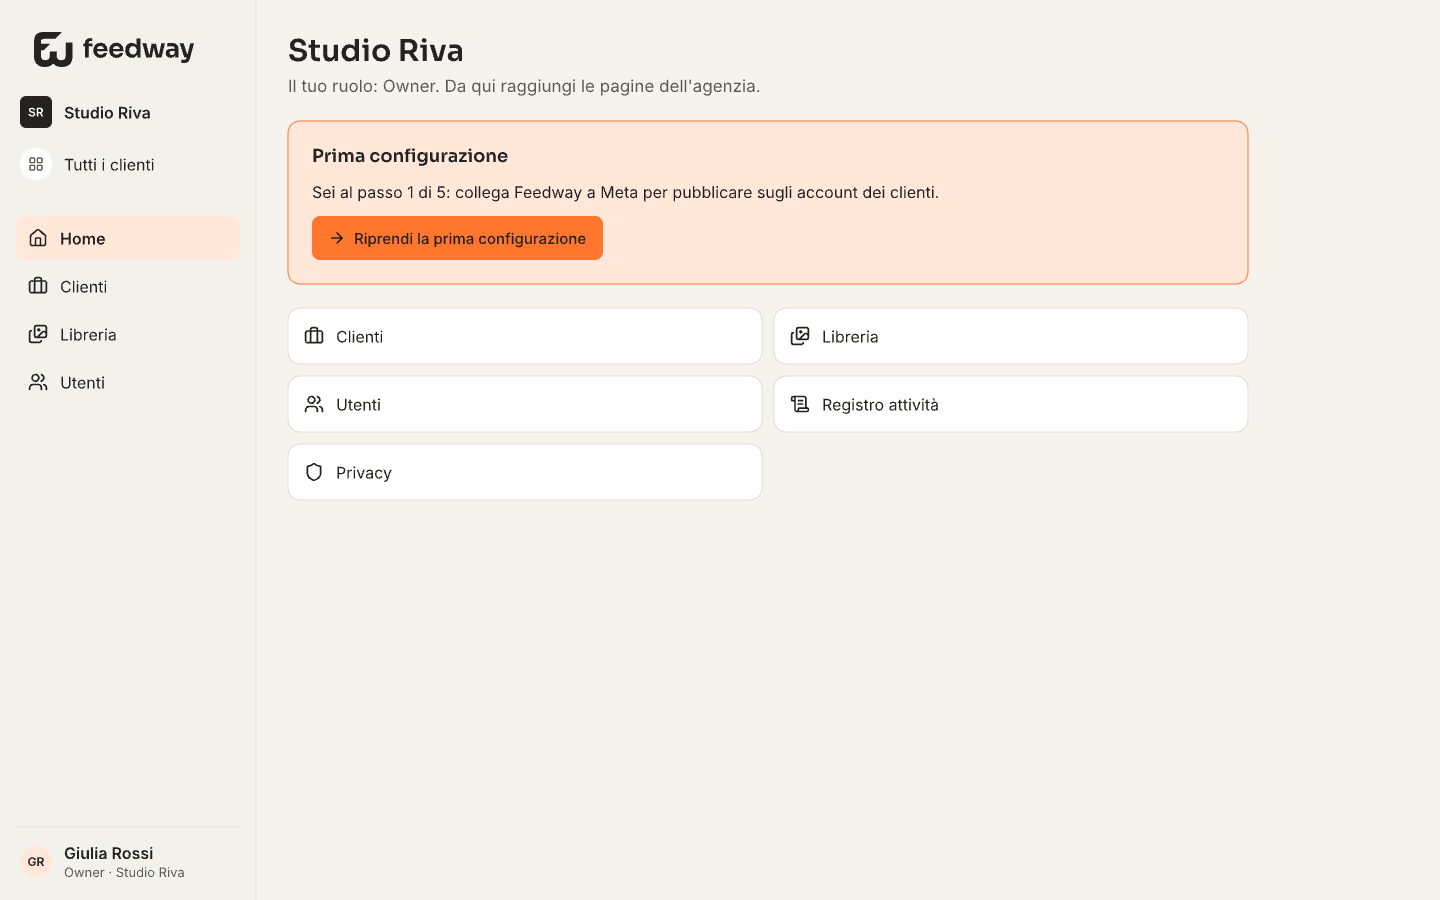 feedway
SR Studio Riva
Tutti i clienti
Home
Clienti
Libreria
Utenti
GR Giulia Rossi
Owner · Studio Riva
Studio Riva
Il tuo ruolo: Owner. Da qui raggiungi le pagine dell'agenzia.
Prima configurazione
Sei al passo 1 di 5: collega Feedway a Meta per pubblicare sugli account dei clienti.
Riprendi la prima configurazione
Clienti
Libreria
Utenti
Registro attività
Privacy